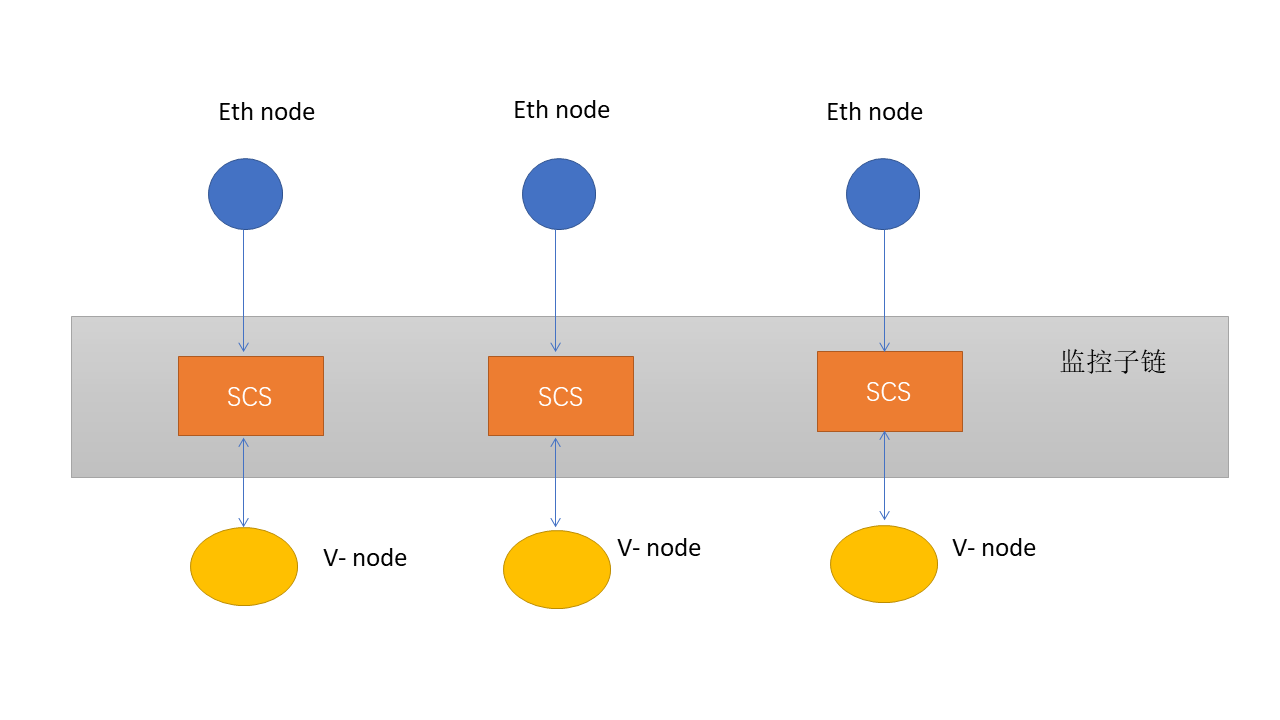 Eth node
Eth node
Eth node
监控子链
SCS
SCS
SCS
V- node
V- node
V- node